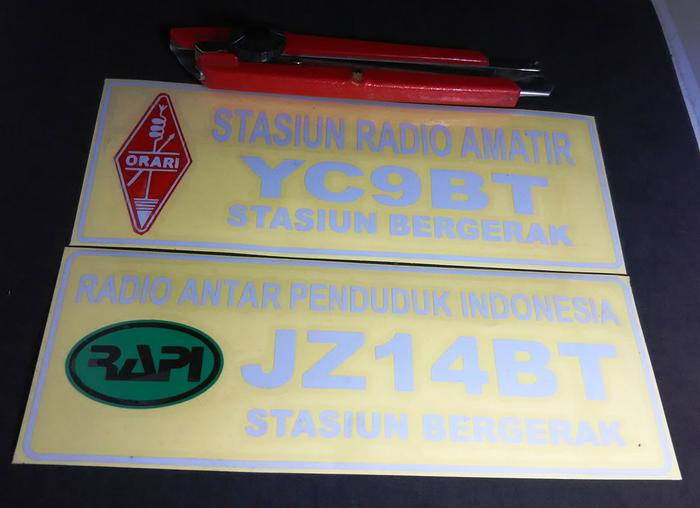 STASIUN RADIO AMATIR
ORARI
YC9BT
STASIUN BERGERAK
RADIO ANTAR PENDUDUK INDONESIA
RAPI
JZ14BT
STASIUN BERGERAK